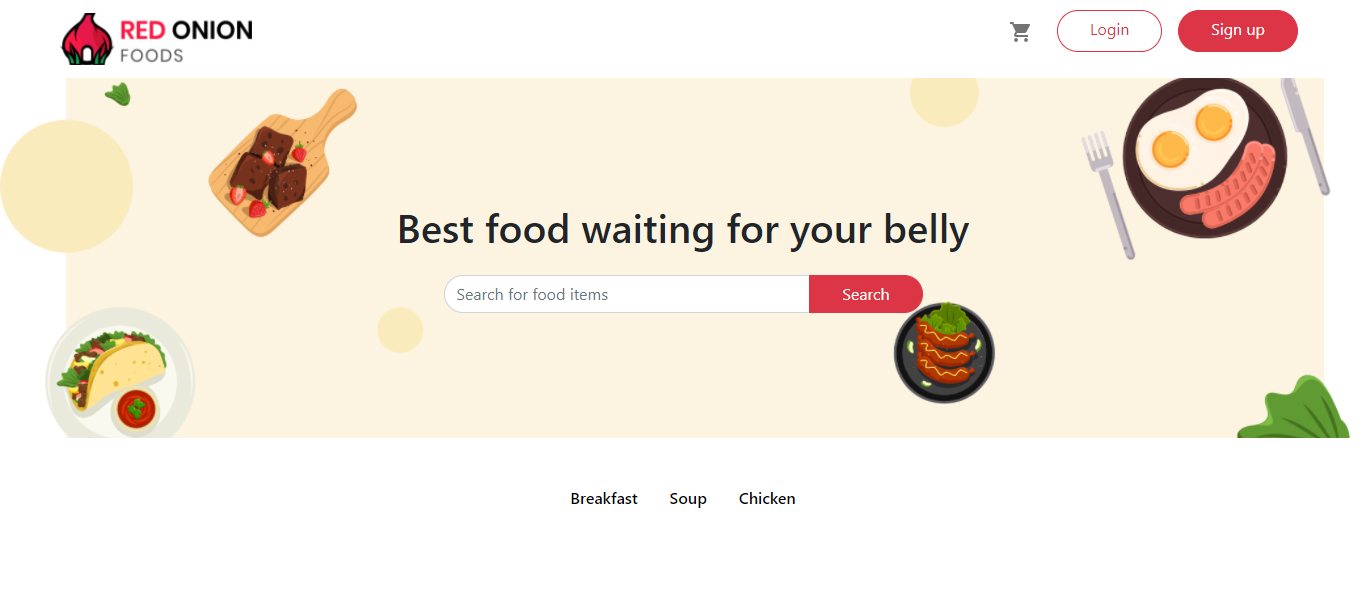 RED ONION
FOODS
Login
Sign up
Best food waiting for your belly
Search for food items
Search
Breakfast Soup Chicken